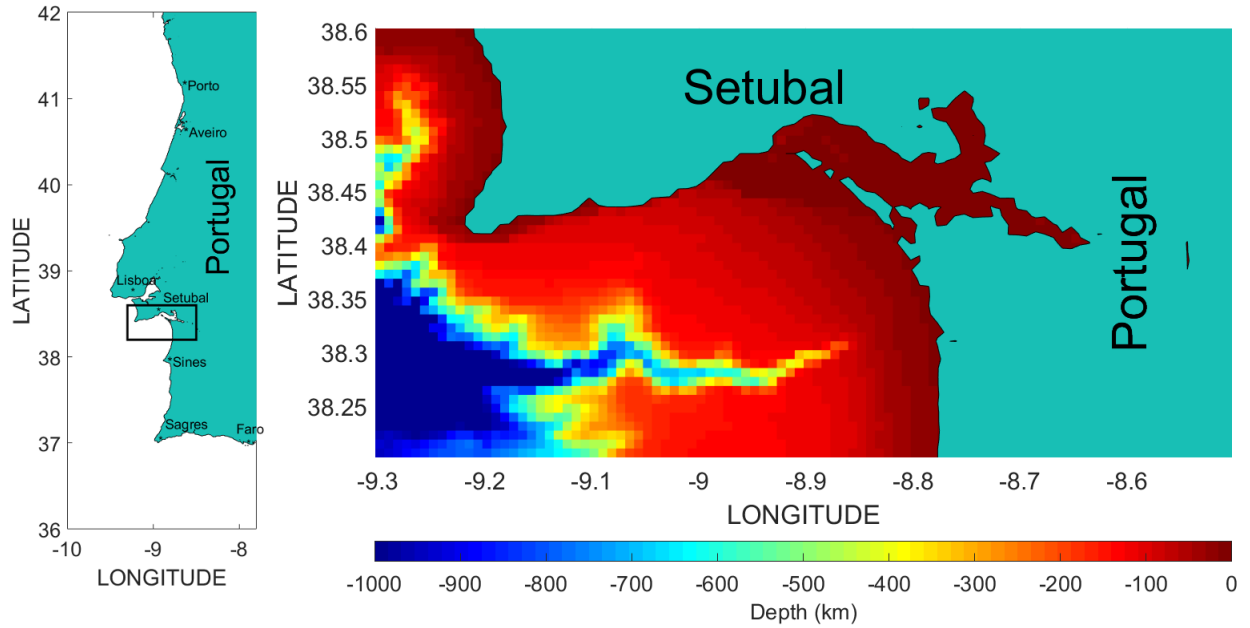 42
41
40
39
38
37
36
-10
-9
-8
LATITUDE
LONGITUDE
Porto
Aveiro
Portugal
Lisboa
Setubal
Sines
Sagres
Faro
38.6
38.55
38.5
38.45
38.4
38.35
38.3
38.25
LATITUDE
Setubal
Portugal
-9.3
-9.2
-9.1
-9
-8.9
-8.8
-8.7
-8.6
LONGITUDE
-1000
-900
-800
-700
-600
-500
-400
-300
-200
-100
0
Depth (km)